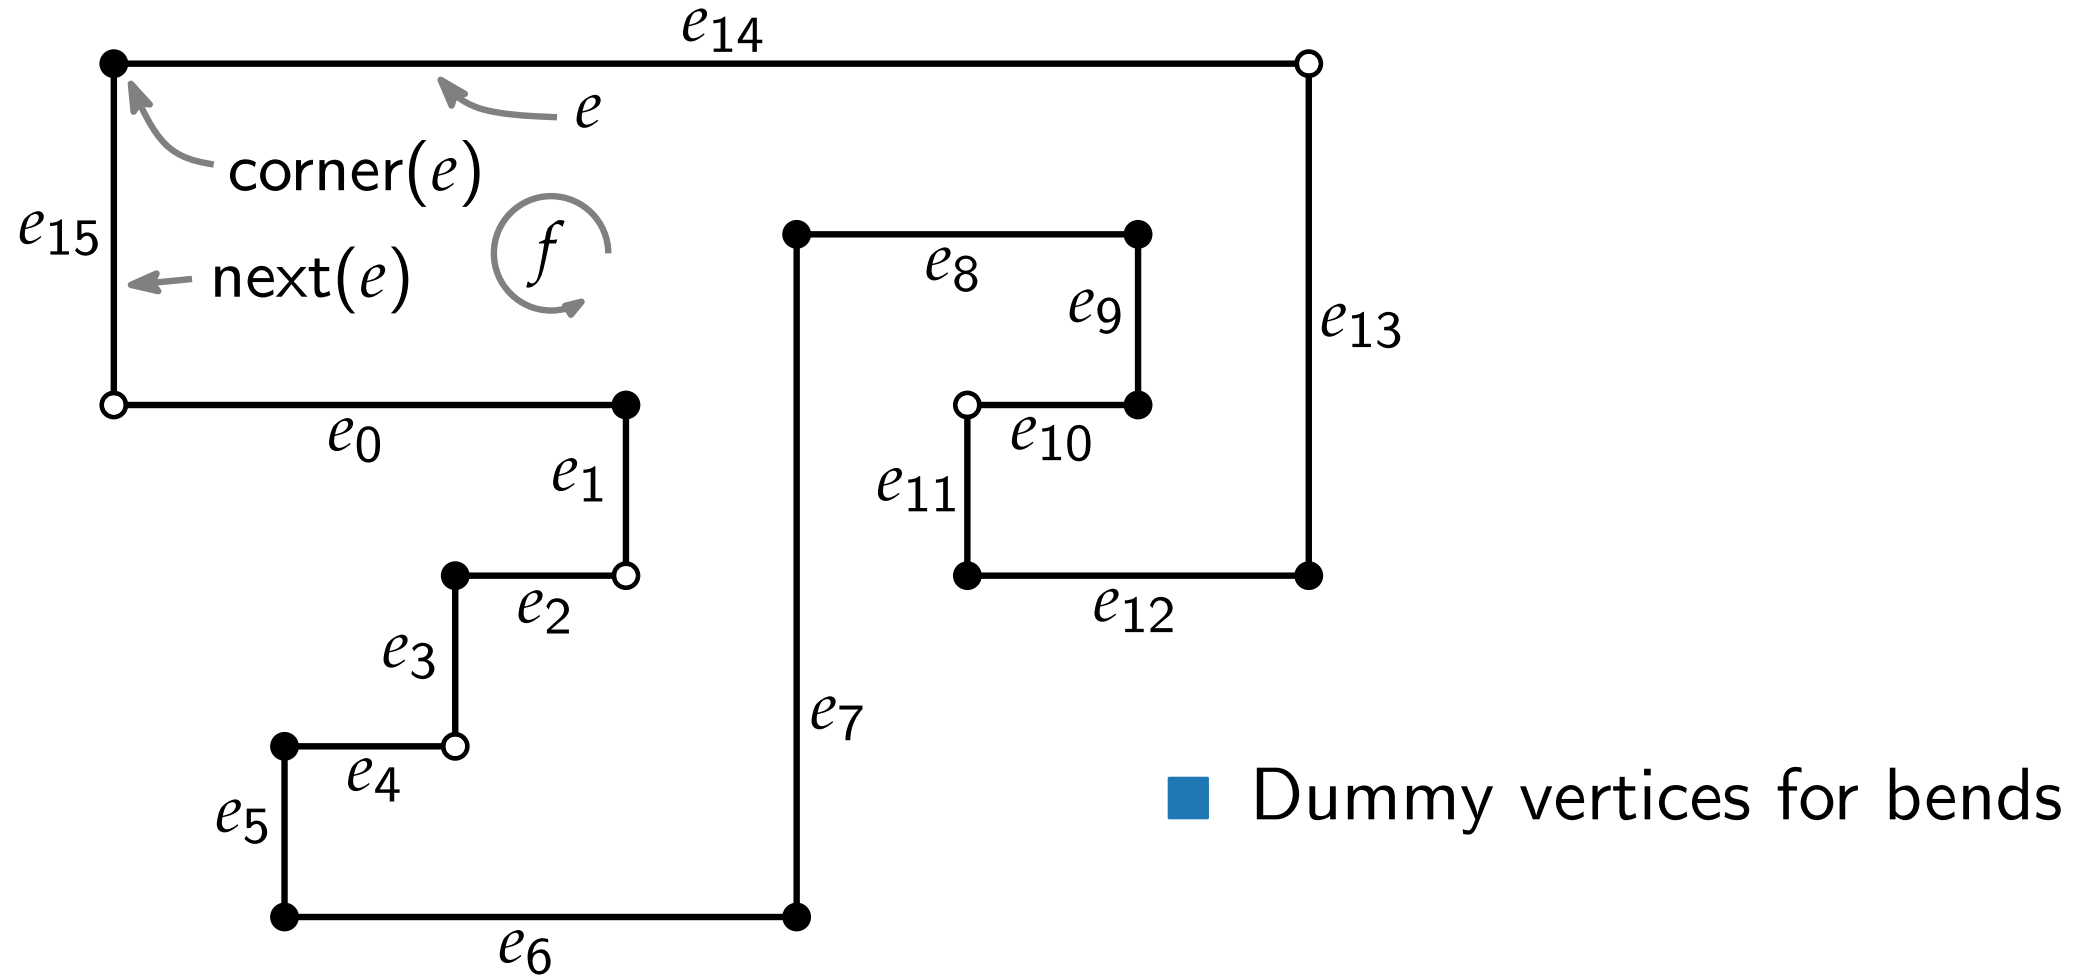 e14
e
corner(e)
e15
f
next(e)
e8
e9
e13
e0
e10
e1
e11
e2
e12
e3
e7
e4
e5
Dummy vertices for bends
e6